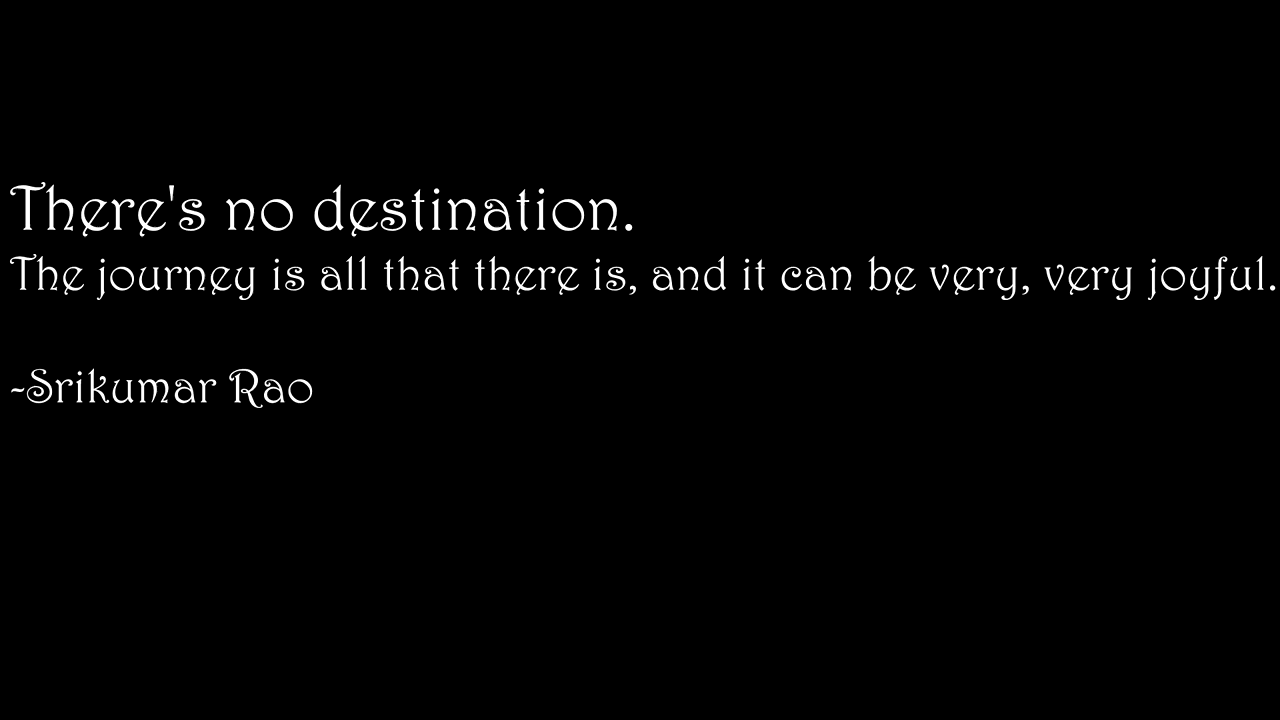 There's no destination.
The journey is all that there is, and it can be very, very joyful.
-Srikumar Rao